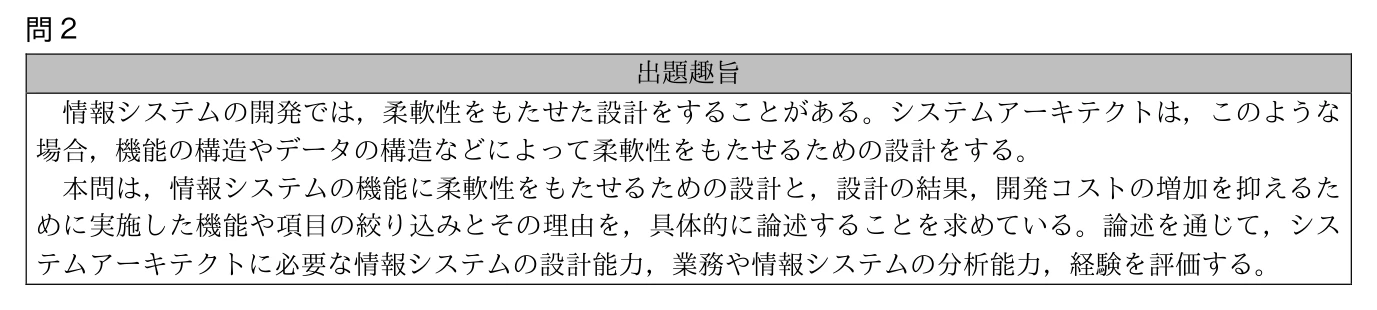 問２
出題趣旨
情報システムの開発では，柔軟性をもたせた設計をすることがある。システムアーキテクトは，このような
場合，機能の構造やデータの構造などによって柔軟性をもたせるための設計をする。
本問は，情報システムの機能に柔軟性をもたせるための設計と，設計の結果，開発コストの増加を抑えるた
めに実施した機能や項目の絞り込みとその理由を，具体的に論述することを求めている。論述を通じて，シス
テムアーキテクトに必要な情報システムの設計能力，業務や情報システムの分析能力，経験を評価する。